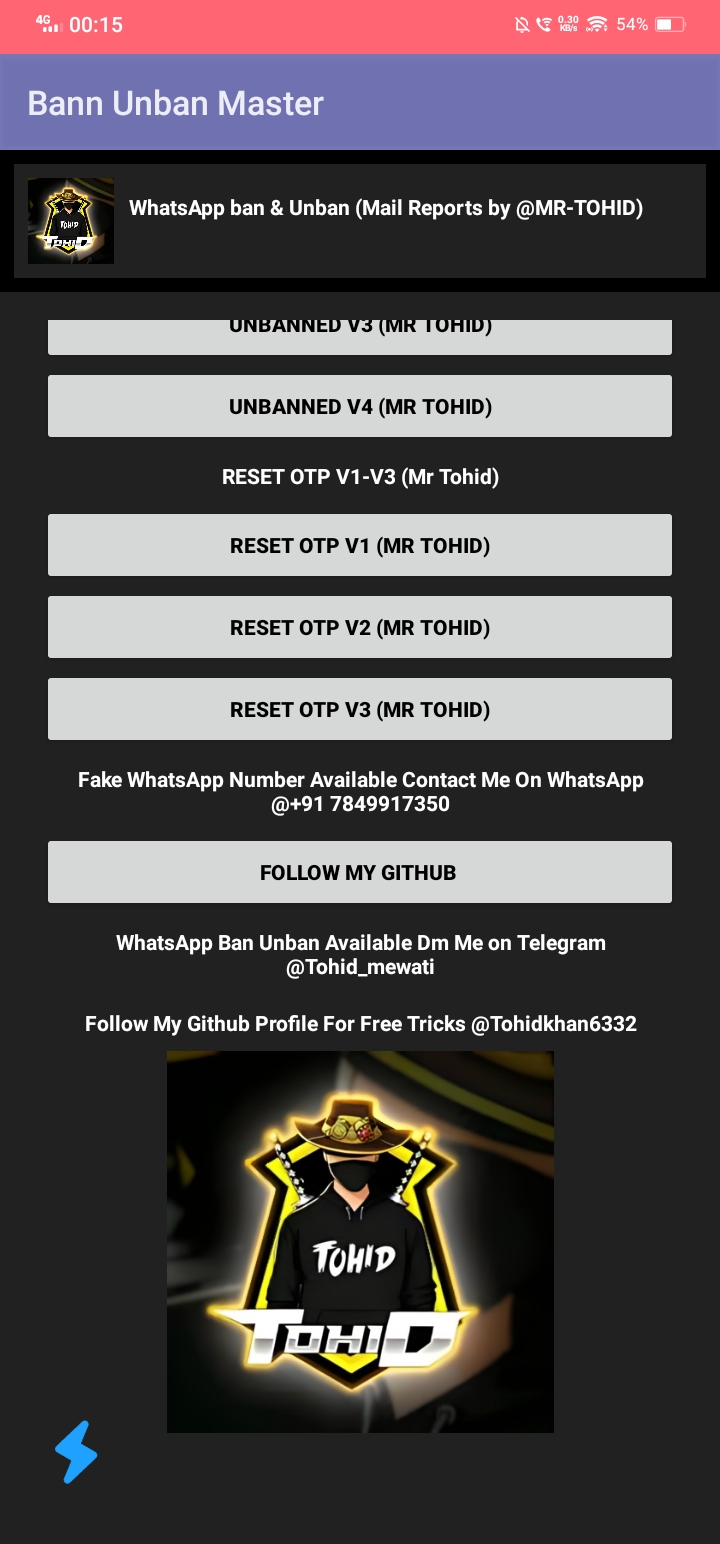 4G 00:15 0.30 KB/s 54%
Bann Unban Master
WhatsApp ban & Unban (Mail Reports by @MR-TOHID)
TOHID
TOHID
UNBANNED V3 (MR TOHID)
UNBANNED V4 (MR TOHID)
RESET OTP V1-V3 (Mr Tohid)
RESET OTP V1 (MR TOHID)
RESET OTP V2 (MR TOHID)
RESET OTP V3 (MR TOHID)
Fake WhatsApp Number Available Contact Me On WhatsApp
@+91 7849917350
FOLLOW MY GITHUB
WhatsApp Ban Unban Available Dm Me on Telegram
@Tohid_mewati
Follow My Github Profile For Free Tricks @Tohidkhan6332
TOHID
TOHID